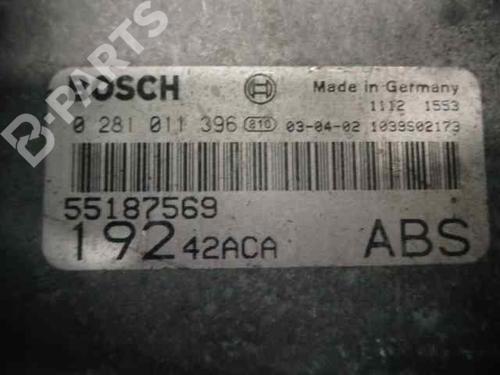 B-PARTS
BOSCH Made in Germany
1112 1553
0 281 011 396 810 03-04-02 1039S02173
55187569
192 42ACA ABS